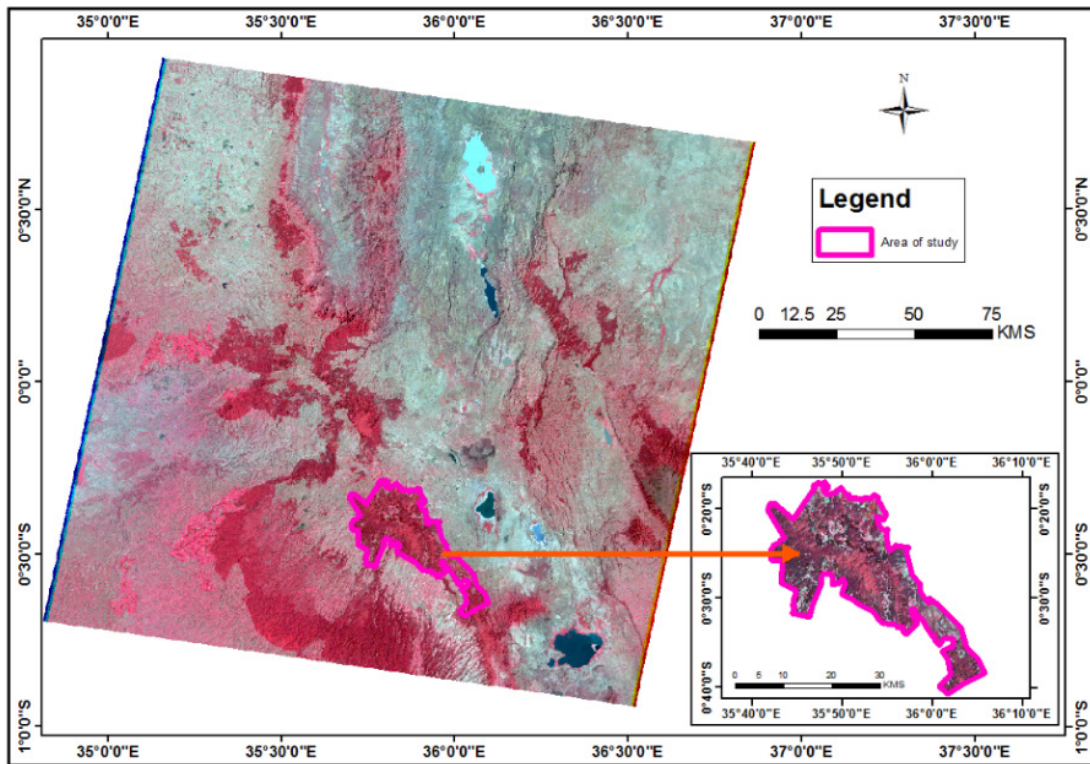 35°0'0"E 35°30'0"E 36°0'0"E 36°30'0"E 37°0'0"E 37°30'0"E
N
0°30'0"N 0°30'0"N
Legend
Area of study
0 12.5 25 50 75
KMS
0°0'0" 0°0'0"
35°40'0"E 35°50'0"E 36°0'0"E 36°10'0"E
0°20'0"S 0°20'0"S
0°30'0"S 0°30'0"S
0°30'0"S 0°30'0"S
0 5 10 20 30
KMS
0°40'0"S 0°40'0"S
35°40'0"E 35°50'0"E 36°0'0"E 36°10'0"E
1°0'0"S 1°0'0"S
35°0'0"E 35°30'0"E 36°0'0"E 36°30'0"E 37°0'0"E 37°30'0"E